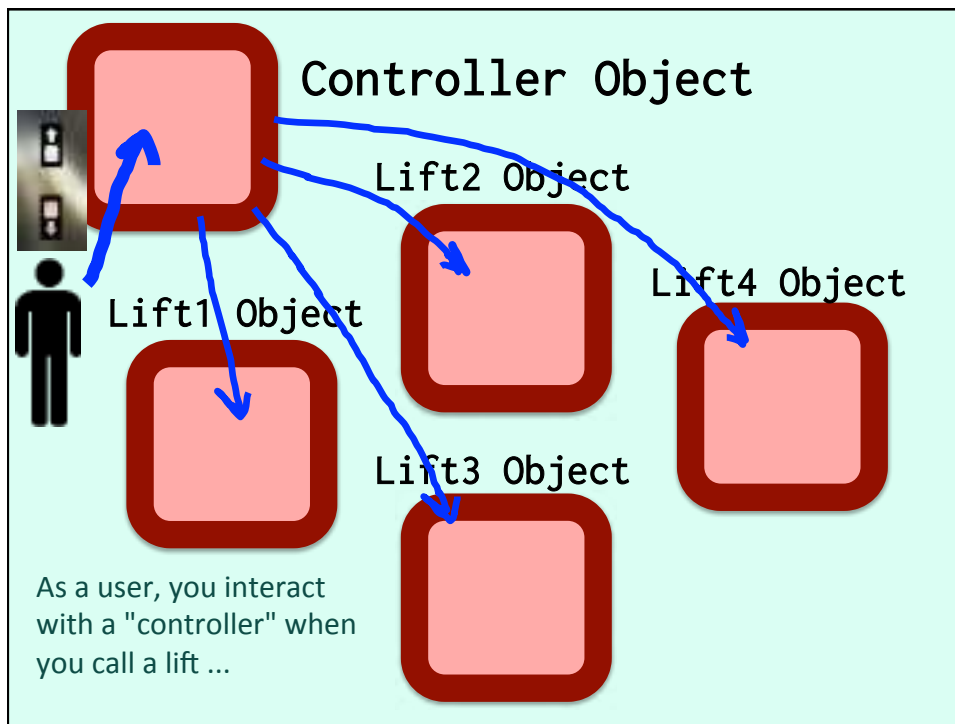 Controller Object
Lift2 Object
Lift4 Object
Lift1 Object
Lift3 Object
As a user, you interact
with a "controller" when
you call a lift ...